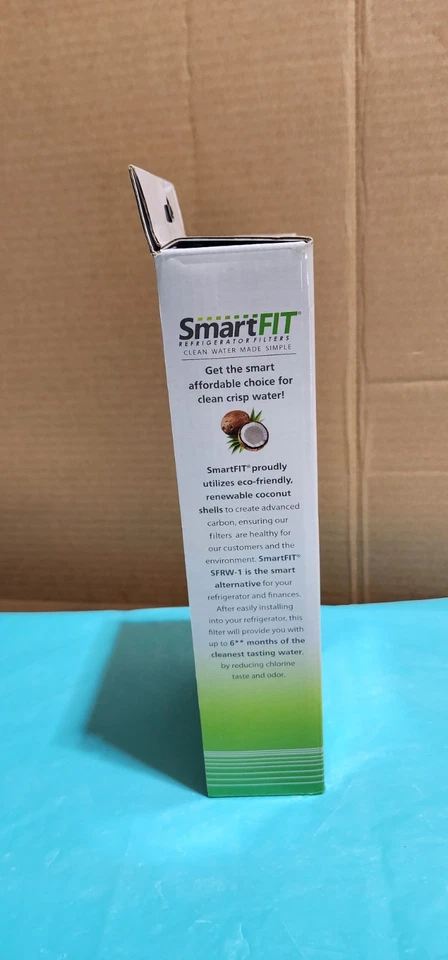 SmartFIT®
REFRIGERATOR FILTERS
CLEAN WATER MADE SIMPLE
Get the smart
affordable choice for
clean crisp water!
SmartFIT® proudly
utilizes eco-friendly,
renewable coconut
shells to create advanced
carbon, ensuring our
filters are healthy for
our customers and the
environment. SmartFIT®
SFRW-1 is the smart
alternative for your
refrigerator and finances.
After easily installing
into your refrigerator, this
filter will provide you with
up to 6** months of the
cleanest tasting water,
by reducing chlorine
taste and odor.